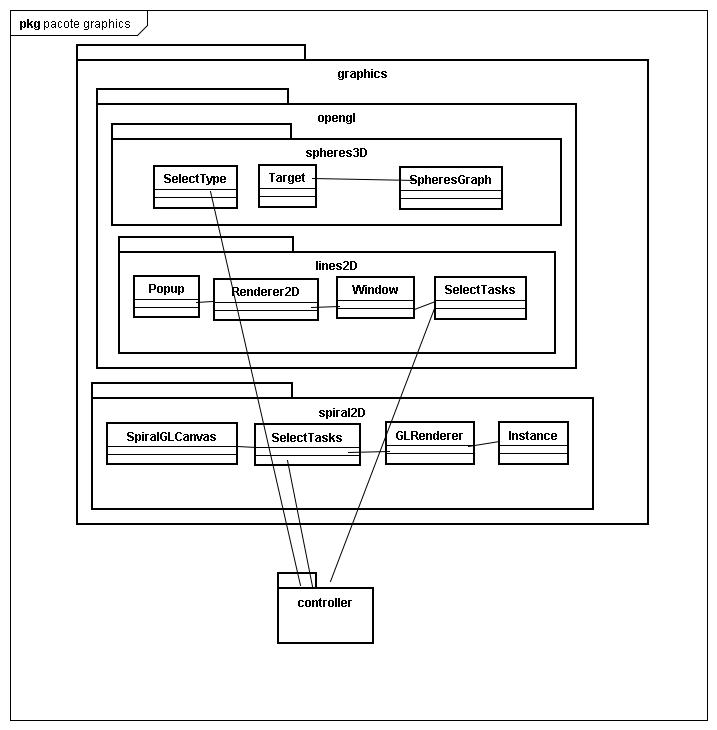 pkg pacote graphics
graphics
opengl
spheres3D
SelectType
Target
SpheresGraph
lines2D
Popup
Renderer2D
Window
SelectTasks
spiral2D
SpiralGLCanvas
SelectTasks
GLRenderer
Instance
controller